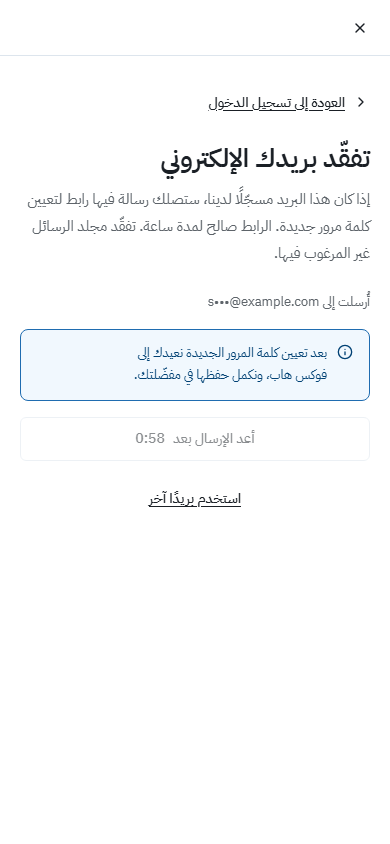 العودة إلى تسجيل الدخول
تفقّد بريدك الإلكتروني
إذا كان هذا البريد مسجّلًا لدينا، ستصلك رسالة فيها رابط لتعيين
كلمة مرور جديدة. الرابط صالح لمدة ساعة. تفقّد مجلد الرسائل
غير المرغوب فيها.
أُرسلت إلى s•••@example.com
بعد تعيين كلمة المرور الجديدة نعيدك إلى
فوكس هاب، ونكمل حفظها في مفضّلتك.
أعد الإرسال بعد 0:58
استخدم بريدًا آخر